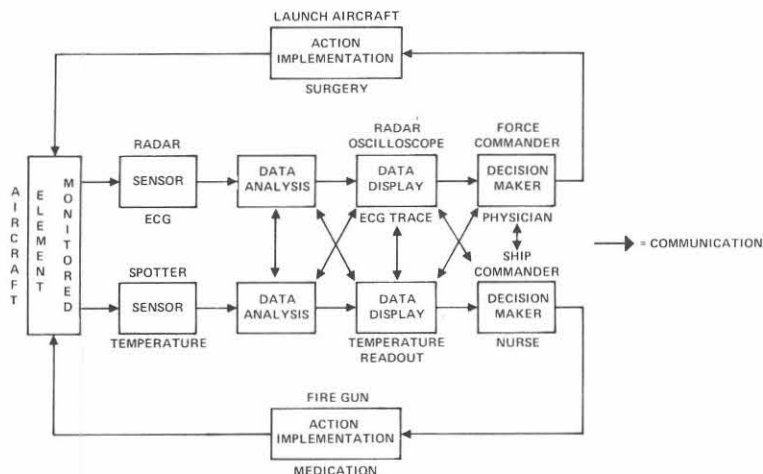 LAUNCH AIRCRAFT
ACTION
IMPLEMENTATION
SURGERY
AIRCRAFT
ELEMENT
MONITORED
RADAR
SENSOR
ECG
DATA
ANALYSIS
RADAR
OSCILLOSCOPE
DATA
DISPLAY
ECG TRACE
FORCE
COMMANDER
DECISION
MAKER
PHYSICIAN
= COMMUNICATION
SPOTTER
SENSOR
TEMPERATURE
DATA
ANALYSIS
DATA
DISPLAY
TEMPERATURE
READOUT
SHIP
COMMANDER
DECISION
MAKER
NURSE
FIRE GUN
ACTION
IMPLEMENTATION
MEDICATION